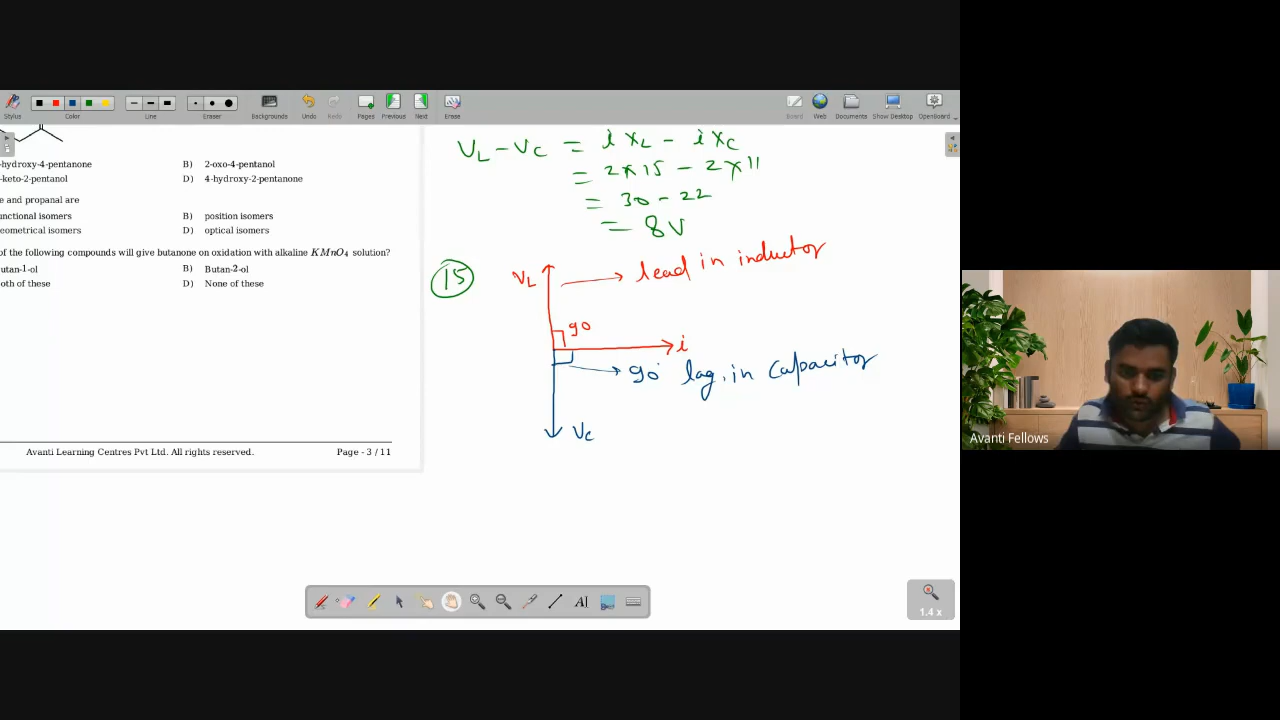 Stylus
Color
Line
Eraser
Backgrounds
Undo
Redo
Pages
Previous
Next
Erase
Board
Web
Documents
Show Desktop
OpenBoard
-hydroxy-4-pentanone B) 2-oxo-4-pentanol
-keto-2-pentanol D) 4-hydroxy-2-pentanone
e and propanal are
unctional isomers B) position isomers
eometrical isomers D) optical isomers
of the following compounds will give butanone on oxidation with alkaline KMnO4 solution?
utan-1-ol B) Butan-2-ol
oth of these D) None of these
Avanti Learning Centres Pvt Ltd. All rights reserved. Page - 3 / 11
VL - VC = i XL - i XC
= 2×15 - 2×11
= 30 - 22
= 8V
15
VL
lead in inductor
90
i
90° lag. in capacitor
VC
1.4 x
Avanti Fellows